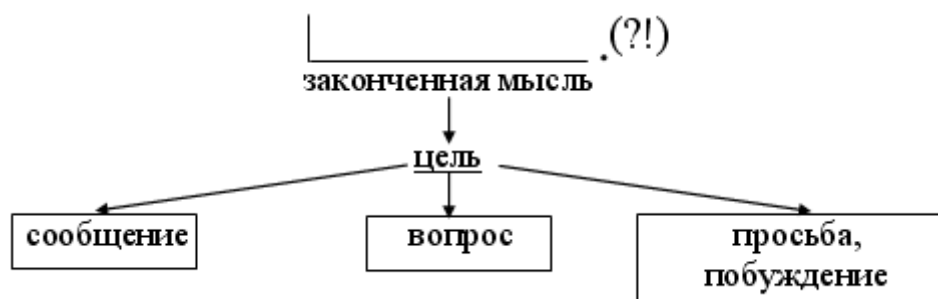 .(?!)
законченная мысль
цель
сообщение
вопрос
просьба,
побуждение